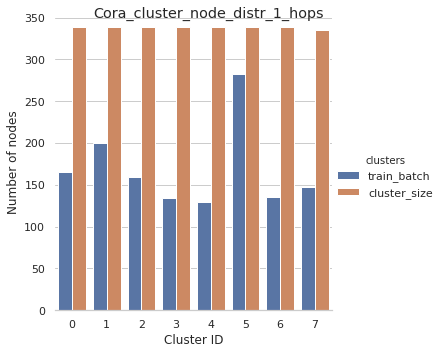 Cora_cluster_node_distr_1_hops
350
300
250
200
150
100
50
0
Number of nodes
0 1 2 3 4 5 6 7
Cluster ID
clusters
train_batch
cluster_size